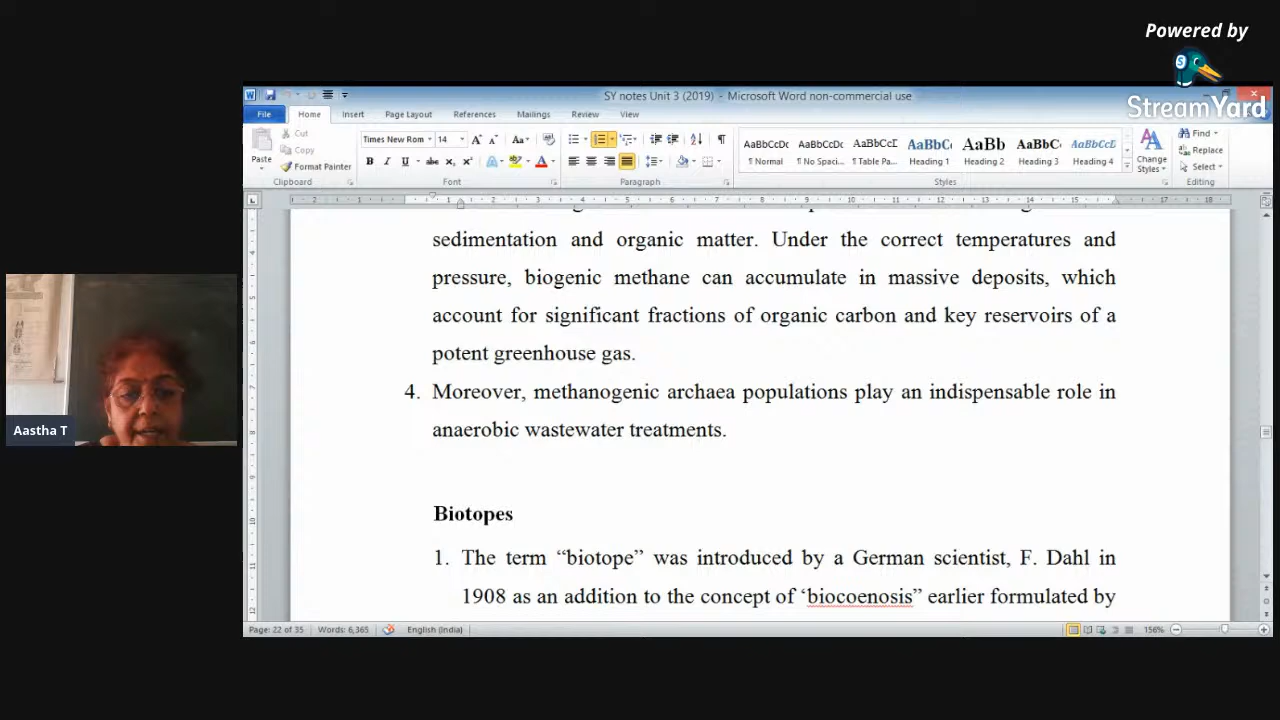 Powered by
StreamYard
SY notes Unit 3 (2019) - Microsoft Word non-commercial use
File Home Insert Page Layout References Mailings Review View
Cut
Copy
Format Painter
Paste
Clipboard
Times New Rom 14
Font
Paragraph
AaBbCcDc AaBbCcDc AaBbCcD AaBbC AaBb AaBbC AaBbCcD
¶ Normal ¶ No Spaci... ¶ Table Pa... Heading 1 Heading 2 Heading 3 Heading 4
Change
Styles
Styles
Find
Replace
Select
Editing
sedimentation and organic matter. Under the correct temperatures and
pressure, biogenic methane can accumulate in massive deposits, which
account for significant fractions of organic carbon and key reservoirs of a
potent greenhouse gas.
4. Moreover, methanogenic archaea populations play an indispensable role in
anaerobic wastewater treatments.
Biotopes
1. The term “biotope” was introduced by a German scientist, F. Dahl in
1908 as an addition to the concept of ‘biocoenosis” earlier formulated by
Page: 22 of 35 Words: 6,365 English (India) 156%
Aastha T